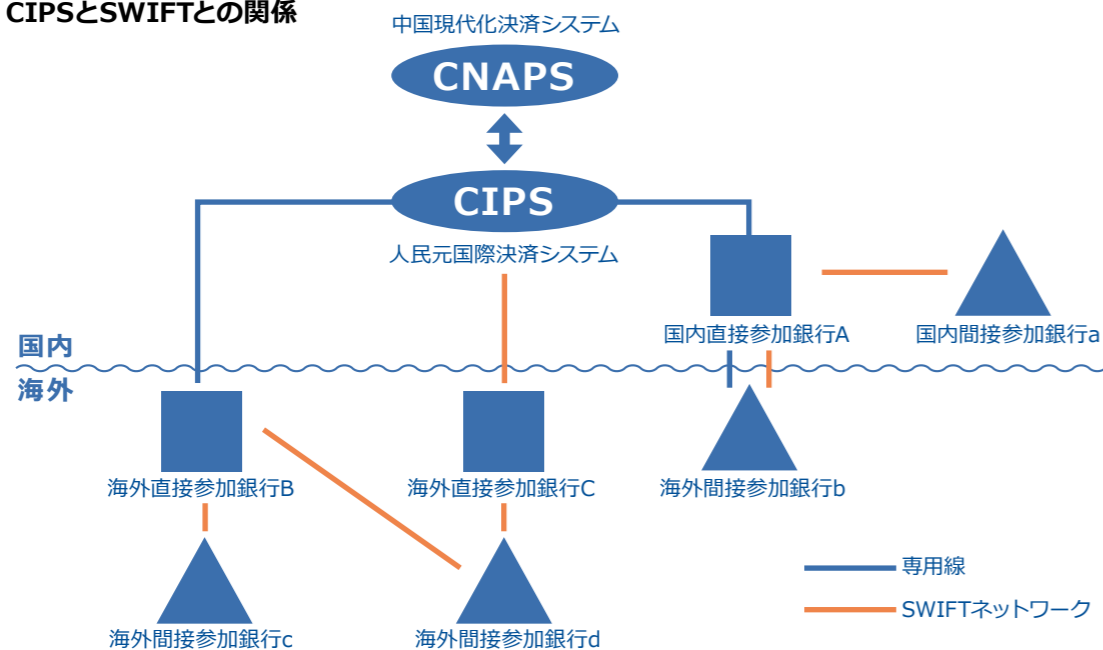 CIPSとSWIFTとの関係
中国現代化決済システム
CNAPS
CIPS
人民元国際決済システム
国内直接参加銀行A
国内間接参加銀行a
国内
海外
海外直接参加銀行B
海外直接参加銀行C
海外間接参加銀行b
専用線
SWIFTネットワーク
海外間接参加銀行c
海外間接参加銀行d